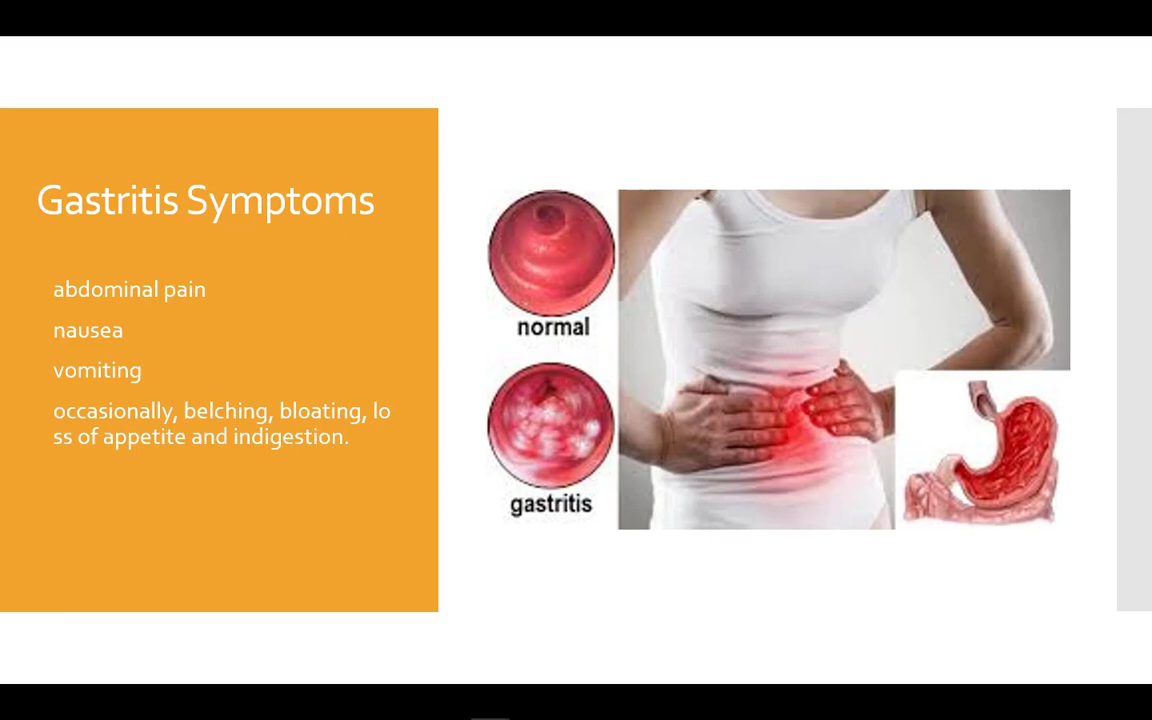 Gastritis Symptoms
abdominal pain
nausea
vomiting
occasionally, belching, bloating, lo
ss of appetite and indigestion.
normal
gastritis